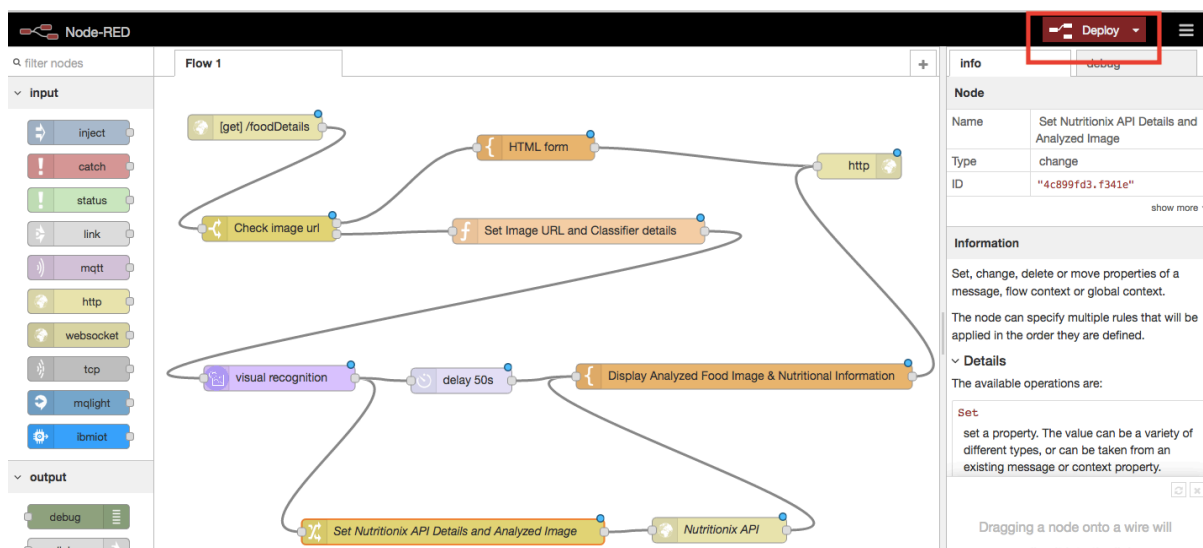 Node-RED
Deploy
filter nodes
Flow 1
+
info
debug
input
inject
catch
status
link
mqtt
http
websocket
tcp
mqlight
ibmiot
output
debug
[get] /foodDetails
HTML form
http
Check image url
Set Image URL and Classifier details
visual recognition
delay 50s
Display Analyzed Food Image & Nutritional Information
Set Nutritionix API Details and Analyzed Image
Nutritionix API
Node
Name Set Nutritionix API Details and
Analyzed Image
Type change
ID "4c899fd3.f341e"
show more
Information
Set, change, delete or move properties of a
message, flow context or global context.
The node can specify multiple rules that will be
applied in the order they are defined.
Details
The available operations are:
Set
set a property. The value can be a variety of
different types, or can be taken from an
existing message or context property.
Dragging a node onto a wire will